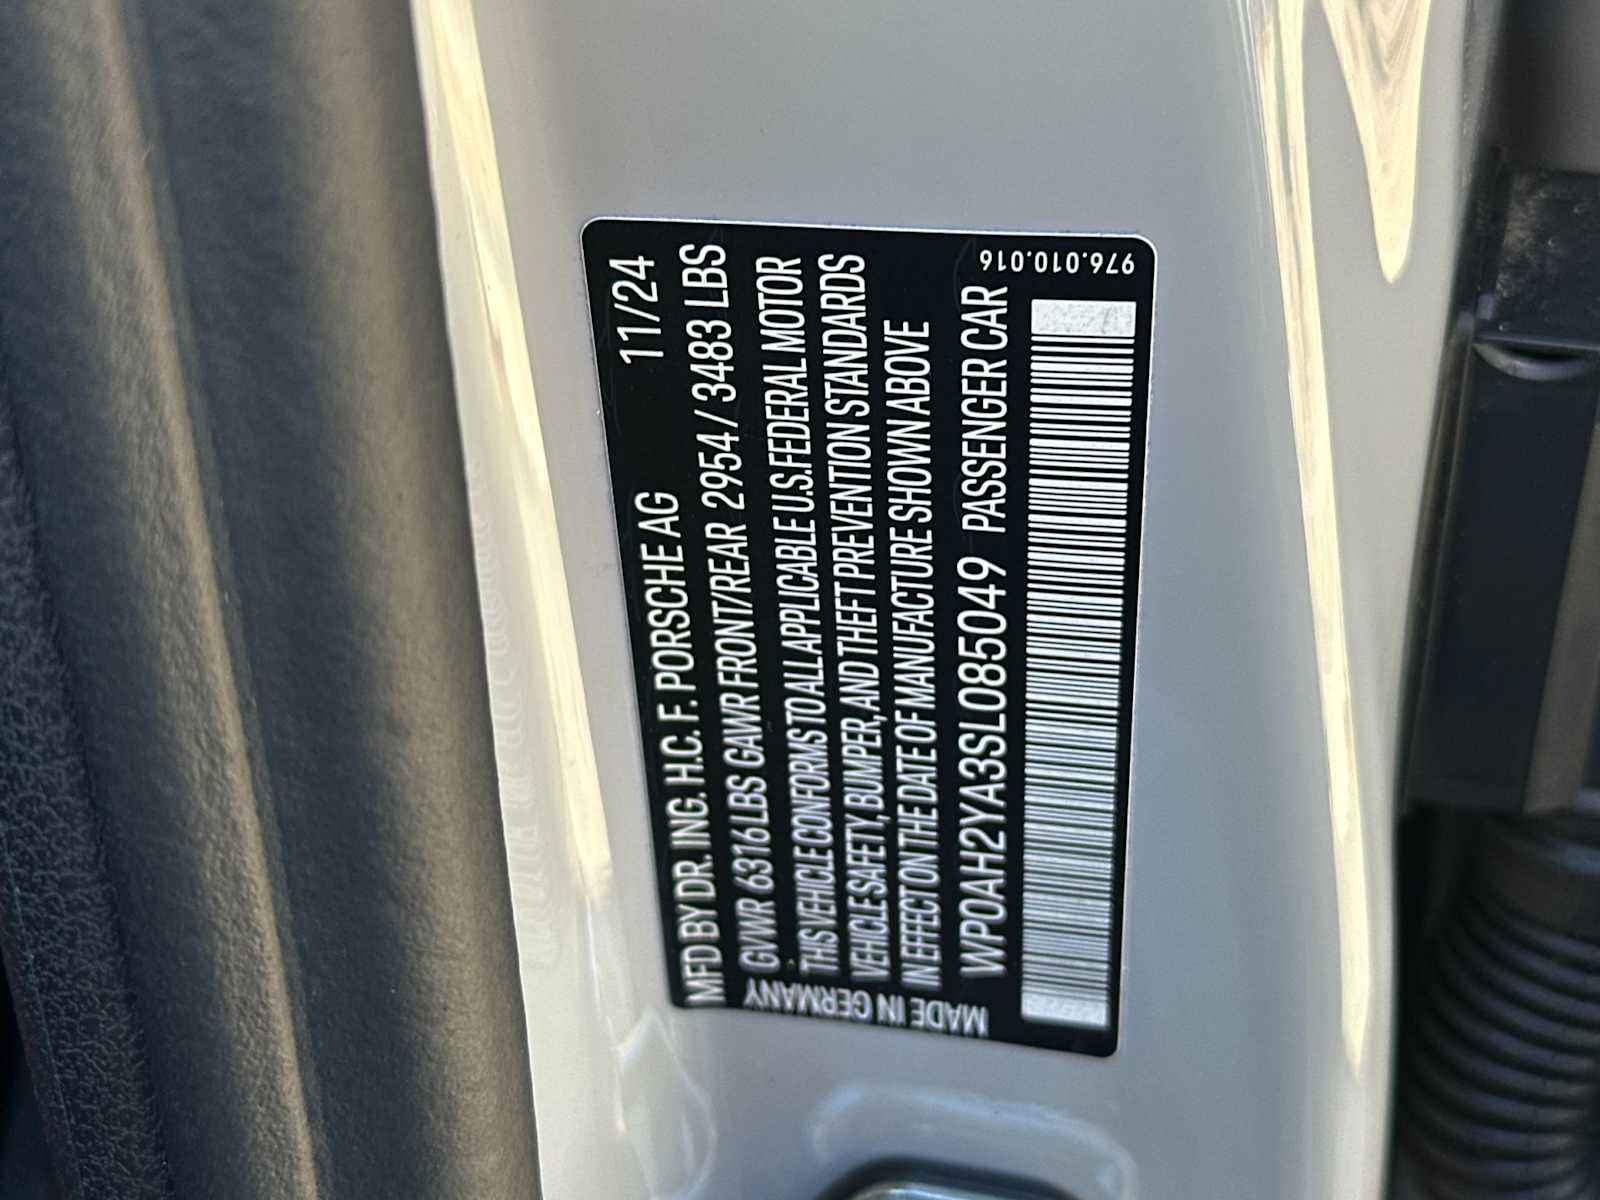 MFD BY DR. ING. H.C. F. PORSCHE AG 11/24
GVWR 6316 LBS GAWR FRONT/REAR 2954 / 3483 LBS
THIS VEHICLE CONFORMS TO ALL APPLICABLE U.S. FEDERAL MOTOR
VEHICLE SAFETY, BUMPER, AND THEFT PREVENTION STANDARDS
IN EFFECT ON THE DATE OF MANUFACTURE SHOWN ABOVE
WP0AH2YA3SL085049 PASSENGER CAR
MADE IN GERMANY
976.010.016